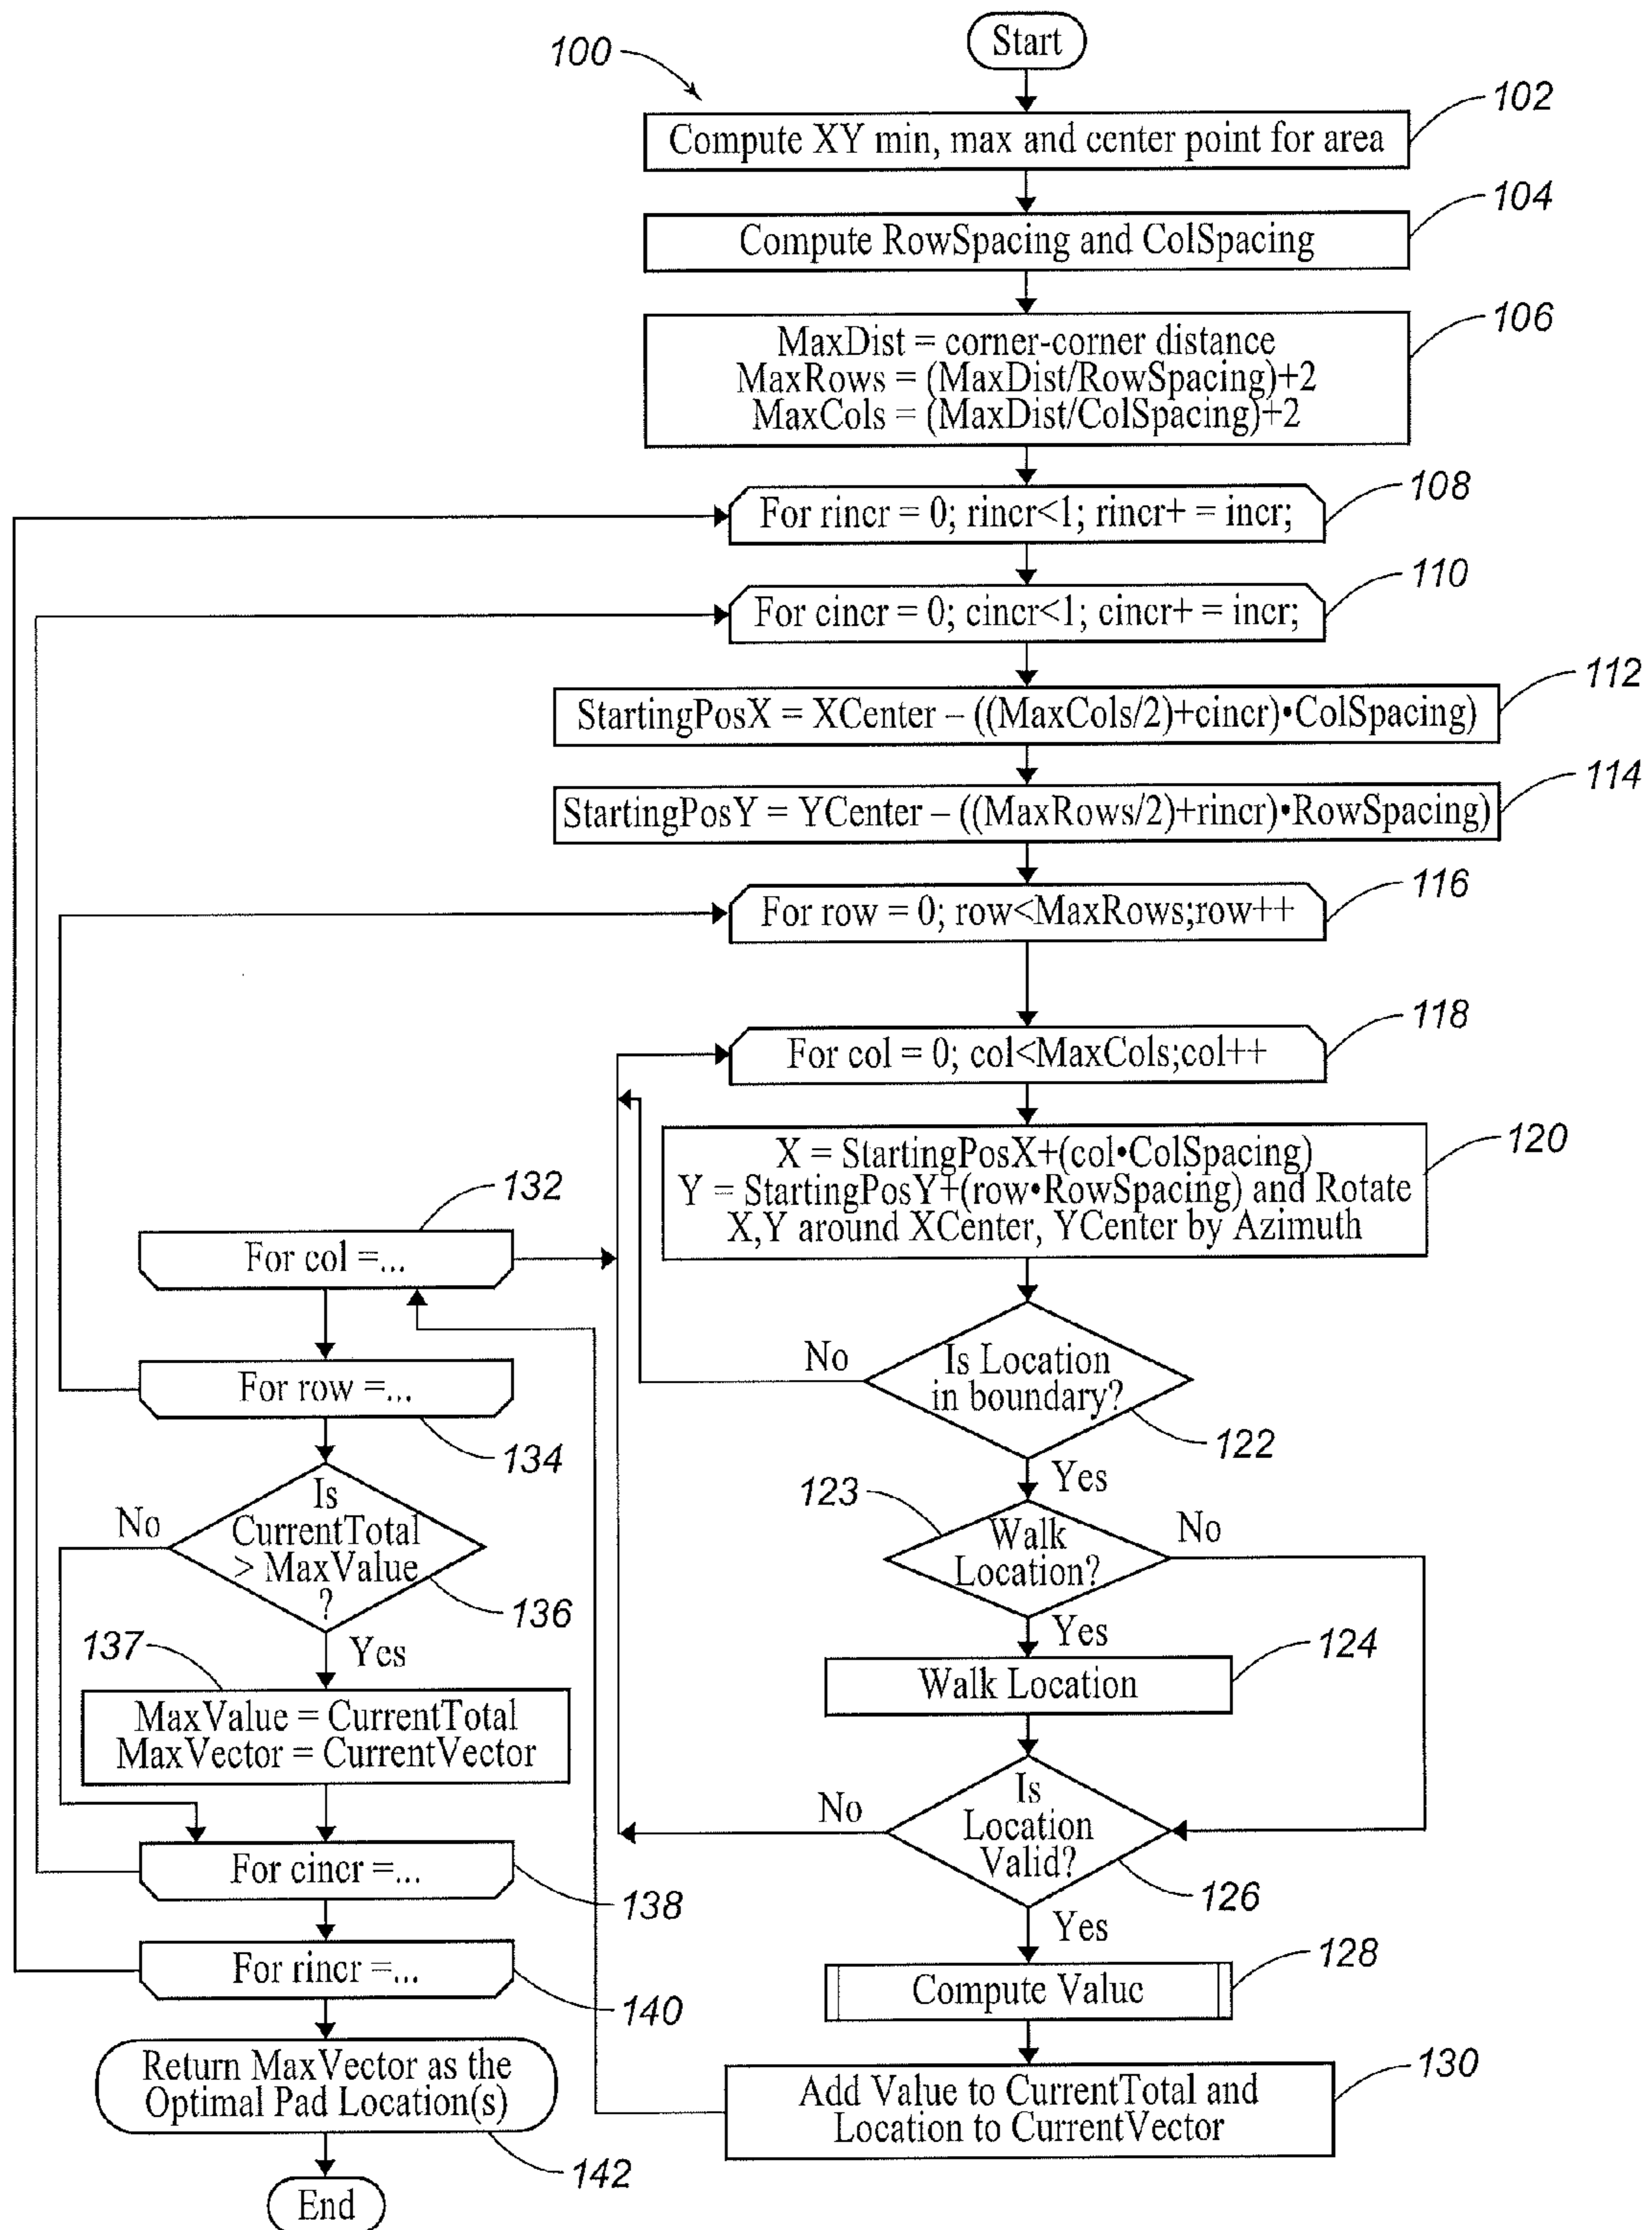 Start
100
102
Compute XY min, max and center point for area
104
Compute RowSpacing and ColSpacing
106
MaxDist = corner-corner distance
MaxRows = (MaxDist/RowSpacing)+2
MaxCols = (MaxDist/ColSpacing)+2
108
For rincr = 0; rincr<1; rincr+ = incr;
110
For cincr = 0; cincr<1; cincr+ = incr;
112
StartingPosX = XCenter – ((MaxCols/2)+cincr)•ColSpacing)
114
StartingPosY = YCenter – ((MaxRows/2)+rincr)•RowSpacing)
116
For row = 0; row<MaxRows;row++
118
For col = 0; col<MaxCols;col++
120
X = StartingPosX+(col•ColSpacing)
Y = StartingPosY+(row•RowSpacing) and Rotate
X,Y around XCenter, YCenter by Azimuth
No
Is Location
in boundary?
122
Yes
123
Walk
Location?
No
Yes
124
Walk Location
No
Is
Location
Valid?
126
Yes
128
Compute Value
130
Add Value to CurrentTotal and
Location to CurrentVector
132
For col =...
For row =...
134
No
Is
CurrentTotal
> MaxValue
?
136
137
Yes
MaxValue = CurrentTotal
MaxVector = CurrentVector
For cincr =...
138
For rincr =...
140
Return MaxVector as the
Optimal Pad Location(s)
142
End